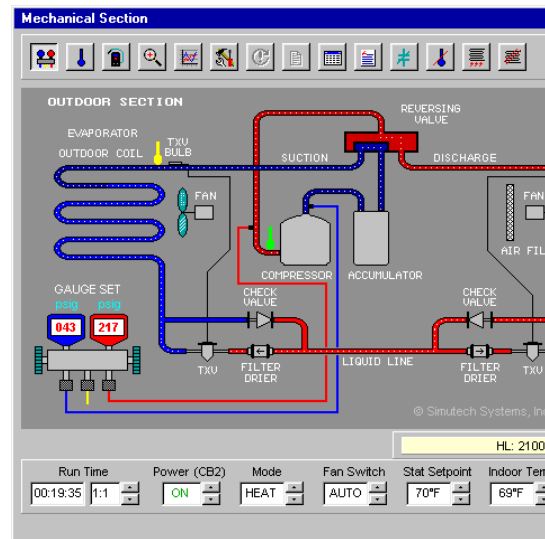 Mechanical Section
OUTDOOR SECTION
REVERSING
VALVE
EVAPORATOR
OUTDOOR COIL
TXV
BULB
SUCTION
DISCHARGE
FAN
FAN
AIR FIL
COMPRESSOR
ACCUMULATOR
GAUGE SET
psig psig
043 217
CHECK
VALVE
CHECK
VALVE
TXV
FILTER
DRIER
LIQUID LINE
FILTER
DRIER
TXV
© Simutech Systems, Inc
HL: 2100
Run Time Power (CB2) Mode Fan Switch Stat Setpoint Indoor Tem
00:19:35 1:1 ON HEAT AUTO 70°F 69°F